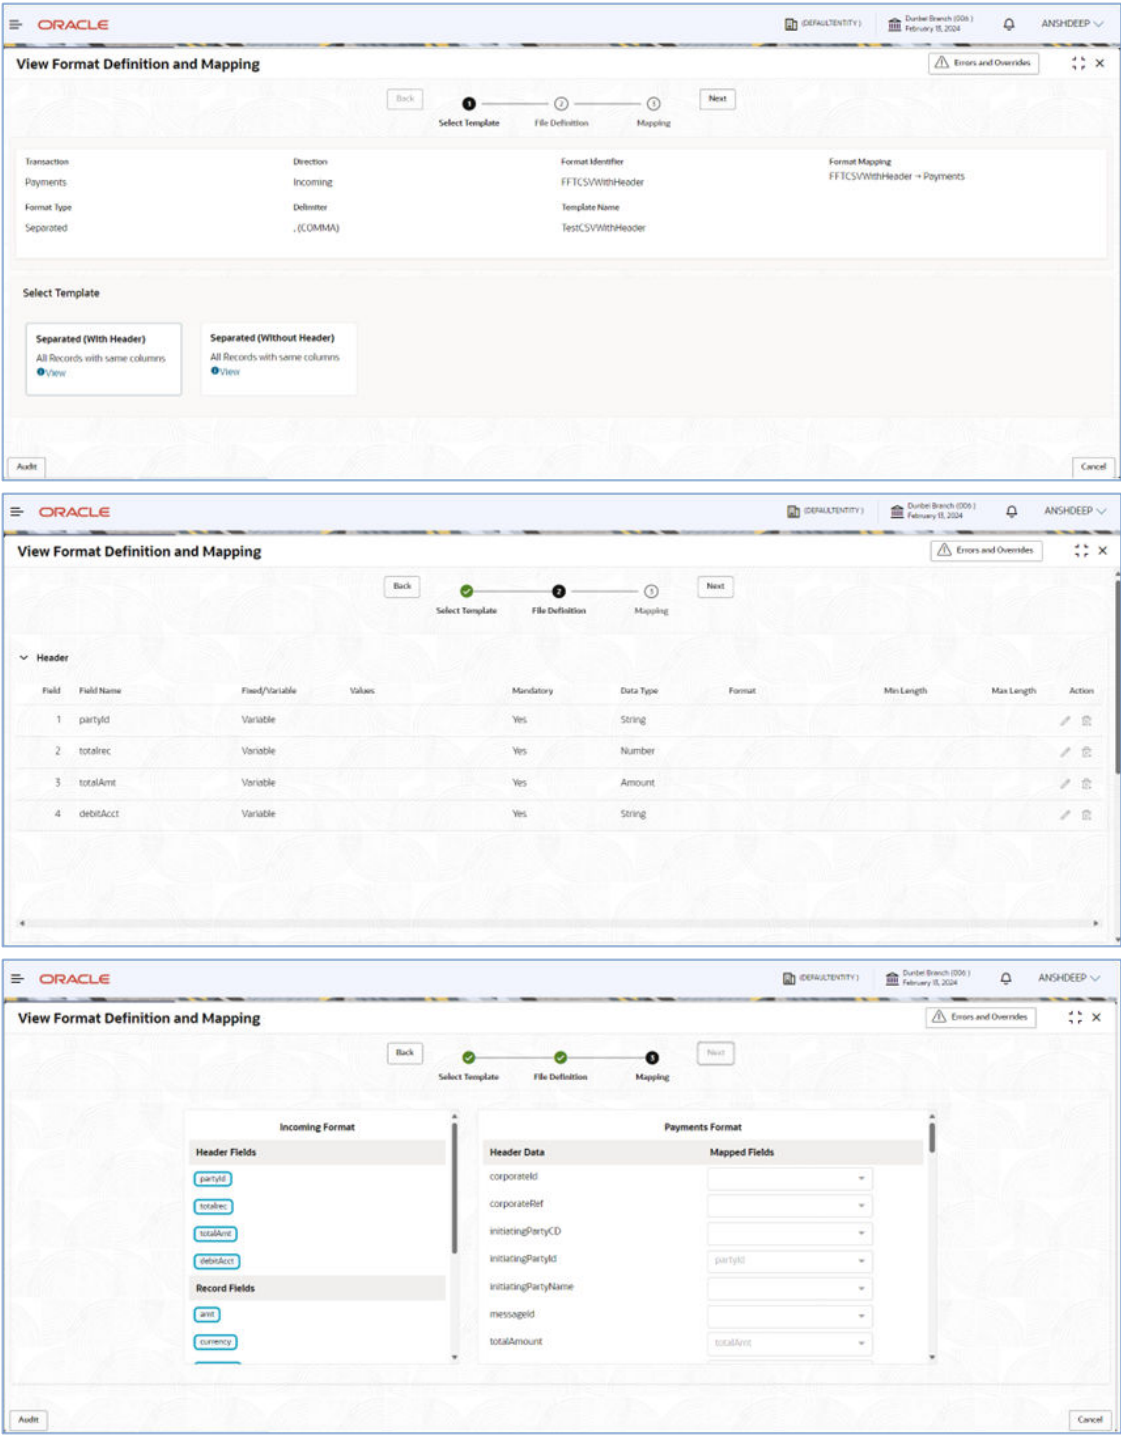 ORACLE (DEFAULTENTITY) Dunbei Branch (006) ANSHDEEP
February 13, 2024
View Format Definition and Mapping Errors and Overrides
Back 1 2 3 Next
Select Template File Definition Mapping
Transaction Direction Format Identifier Format Mapping
Payments Incoming FFTCSVWithHeader FFTCSVWithHeader → Payments
Format Type Delimiter Template Name
Separated , (COMMA) TestCSVWithHeader
Select Template
Separated (With Header) Separated (Without Header)
All Records with same columns All Records with same columns
View View
Audit Cancel
ORACLE (DEFAULTENTITY) Dunbei Branch (006) ANSHDEEP
February 13, 2024
View Format Definition and Mapping Errors and Overrides
Back 2 3 Next
Select Template File Definition Mapping
Header
Field Field Name Fixed/Variable Values Mandatory Data Type Format Min Length Max Length Action
1 partyId Variable Yes String
2 totalrec Variable Yes Number
3 totalAmt Variable Yes Amount
4 debitAcct Variable Yes String
ORACLE (DEFAULTENTITY) Dunbei Branch (006) ANSHDEEP
February 13, 2024
View Format Definition and Mapping Errors and Overrides
Back 3 Next
Select Template File Definition Mapping
Incoming Format Payments Format
Header Fields Header Data Mapped Fields
partyId corporateId
totalrec corporateRef
totalAmt initiatingPartyCD
debitAcct initiatingPartyId partyId
Record Fields initiatingPartyName
amt messageId
currency totalAmount totalAmt
Audit Cancel